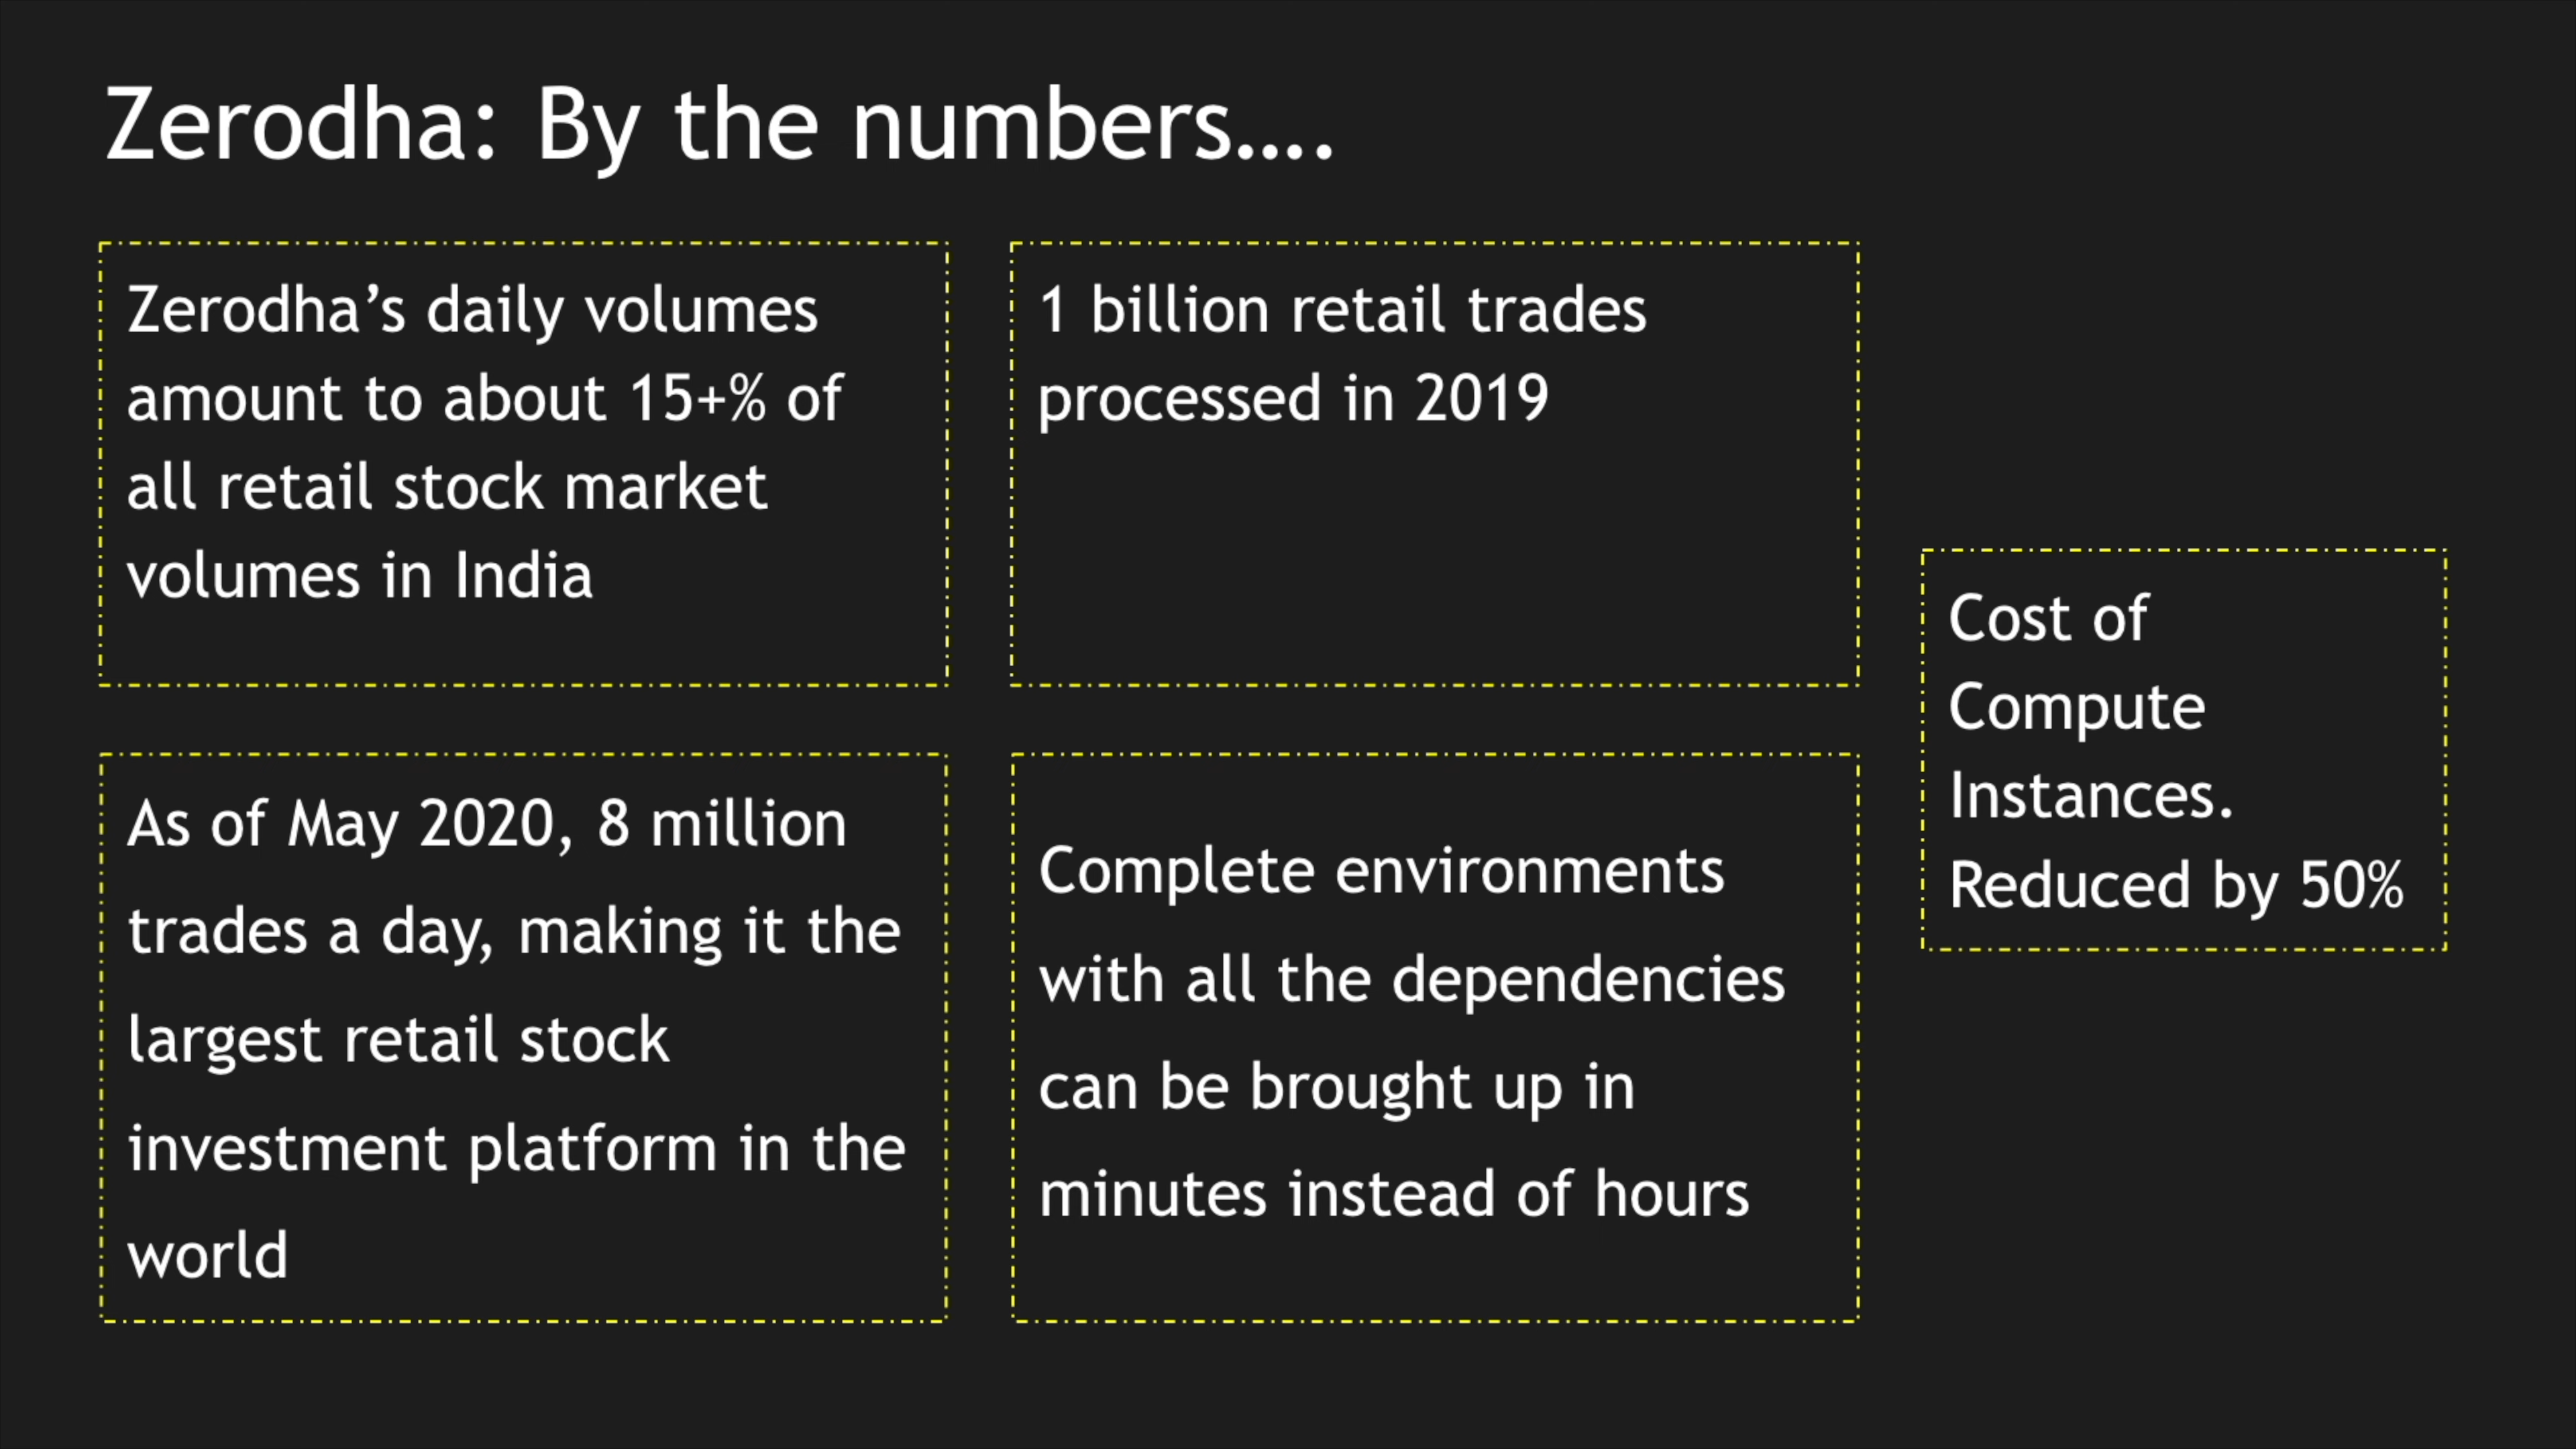 Zerodha: By the numbers....
Zerodha’s daily volumes
amount to about 15+% of
all retail stock market
volumes in India
1 billion retail trades
processed in 2019
As of May 2020, 8 million
trades a day, making it the
largest retail stock
investment platform in the
world
Complete environments
with all the dependencies
can be brought up in
minutes instead of hours
Cost of
Compute
Instances.
Reduced by 50%